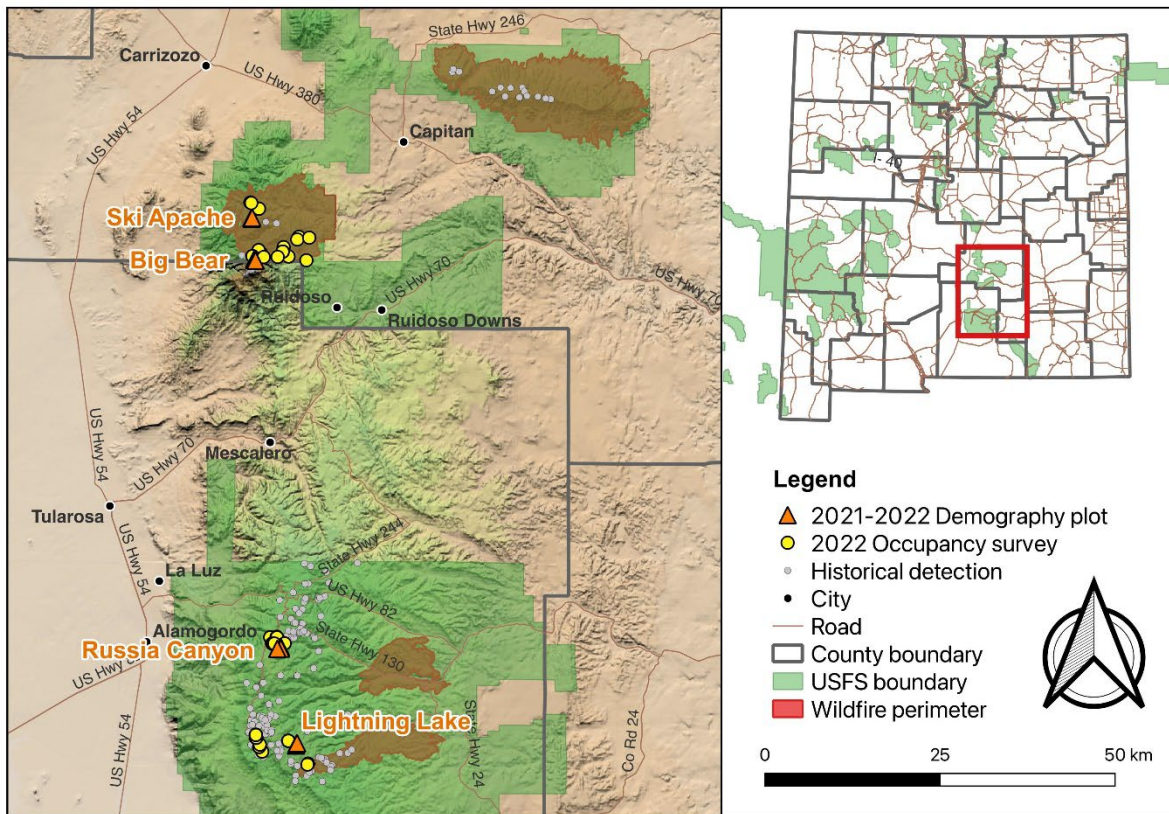 State Hwy 246
Carrizozo
US Hwy 54
US Hwy 380
Capitan
Ski Apache
Big Bear
Ruidoso
US Hwy 70
Ruidoso Downs
US Hwy 70
US Hwy 54
US Hwy 70
Mescalero
Tularosa
US Hwy 54
State Hwy 244
La Luz
US Hwy 82
Alamogordo
State Hwy 130
Russia Canyon
Lightning Lake
US Hwy 54
State Hwy 24
Co Rd 24
I-40
Legend
2021-2022 Demography plot
2022 Occupancy survey
Historical detection
City
Road
County boundary
USFS boundary
Wildfire perimeter
0
25
50 km